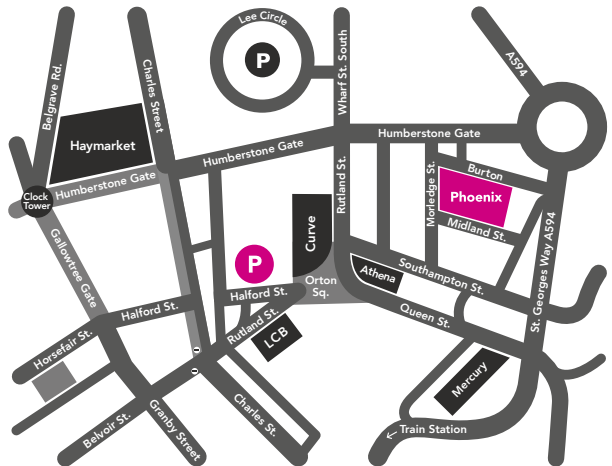 Lee Circle
P
A594
Belgrave Rd.
Charles Street
Wharf St. South
Haymarket
Humberstone Gate
Humberstone Gate
Humberstone Gate
Clock
Tower
Rutland St.
Morledge St.
Burton
Phoenix
Midland St.
Curve
Gallowtree Gate
P
Athena
Southampton St.
St. Georges Way A594
Orton
Sq.
Halford St.
Halford St.
Queen St.
Rutland St.
LCB
Horsefair St.
Mercury
Belvoir St.
Granby Street
Charles St.
← Train Station